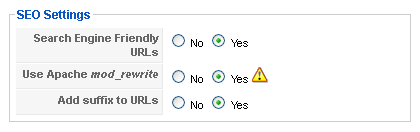 SEO Settings
Search Engine Friendly
URLs
No Yes
Use Apache mod_rewrite No Yes
Add suffix to URLs No Yes